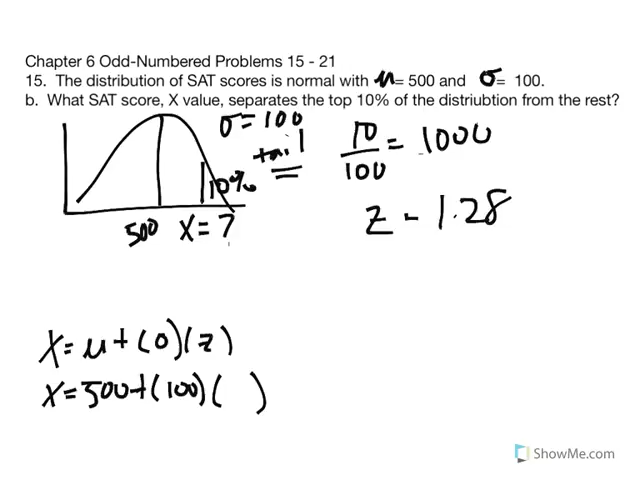 Chapter 6 Odd-Numbered Problems 15 - 21
15. The distribution of SAT scores is normal with μ = 500 and σ = 100.
b. What SAT score, X value, separates the top 10% of the distriubtion from the rest?
σ = 100
tail
10%
500 X = ?
10/100 = 1000
z = 1.28
X = μ + (σ)(z)
X = 500 + (100)( )
ShowMe.com